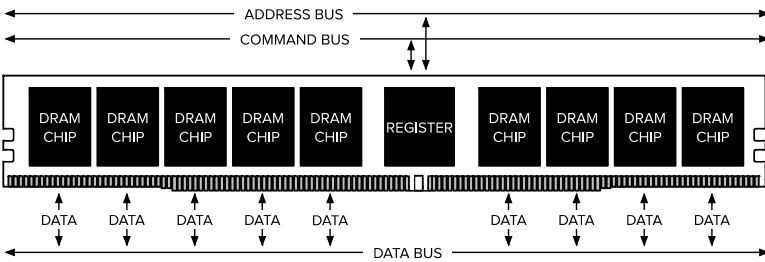 ADDRESS BUS
COMMAND BUS
DRAM CHIP
DRAM CHIP
DRAM CHIP
DRAM CHIP
DRAM CHIP
REGISTER
DRAM CHIP
DRAM CHIP
DRAM CHIP
DRAM CHIP
DATA DATA DATA DATA DATA DATA DATA DATA DATA
DATA BUS